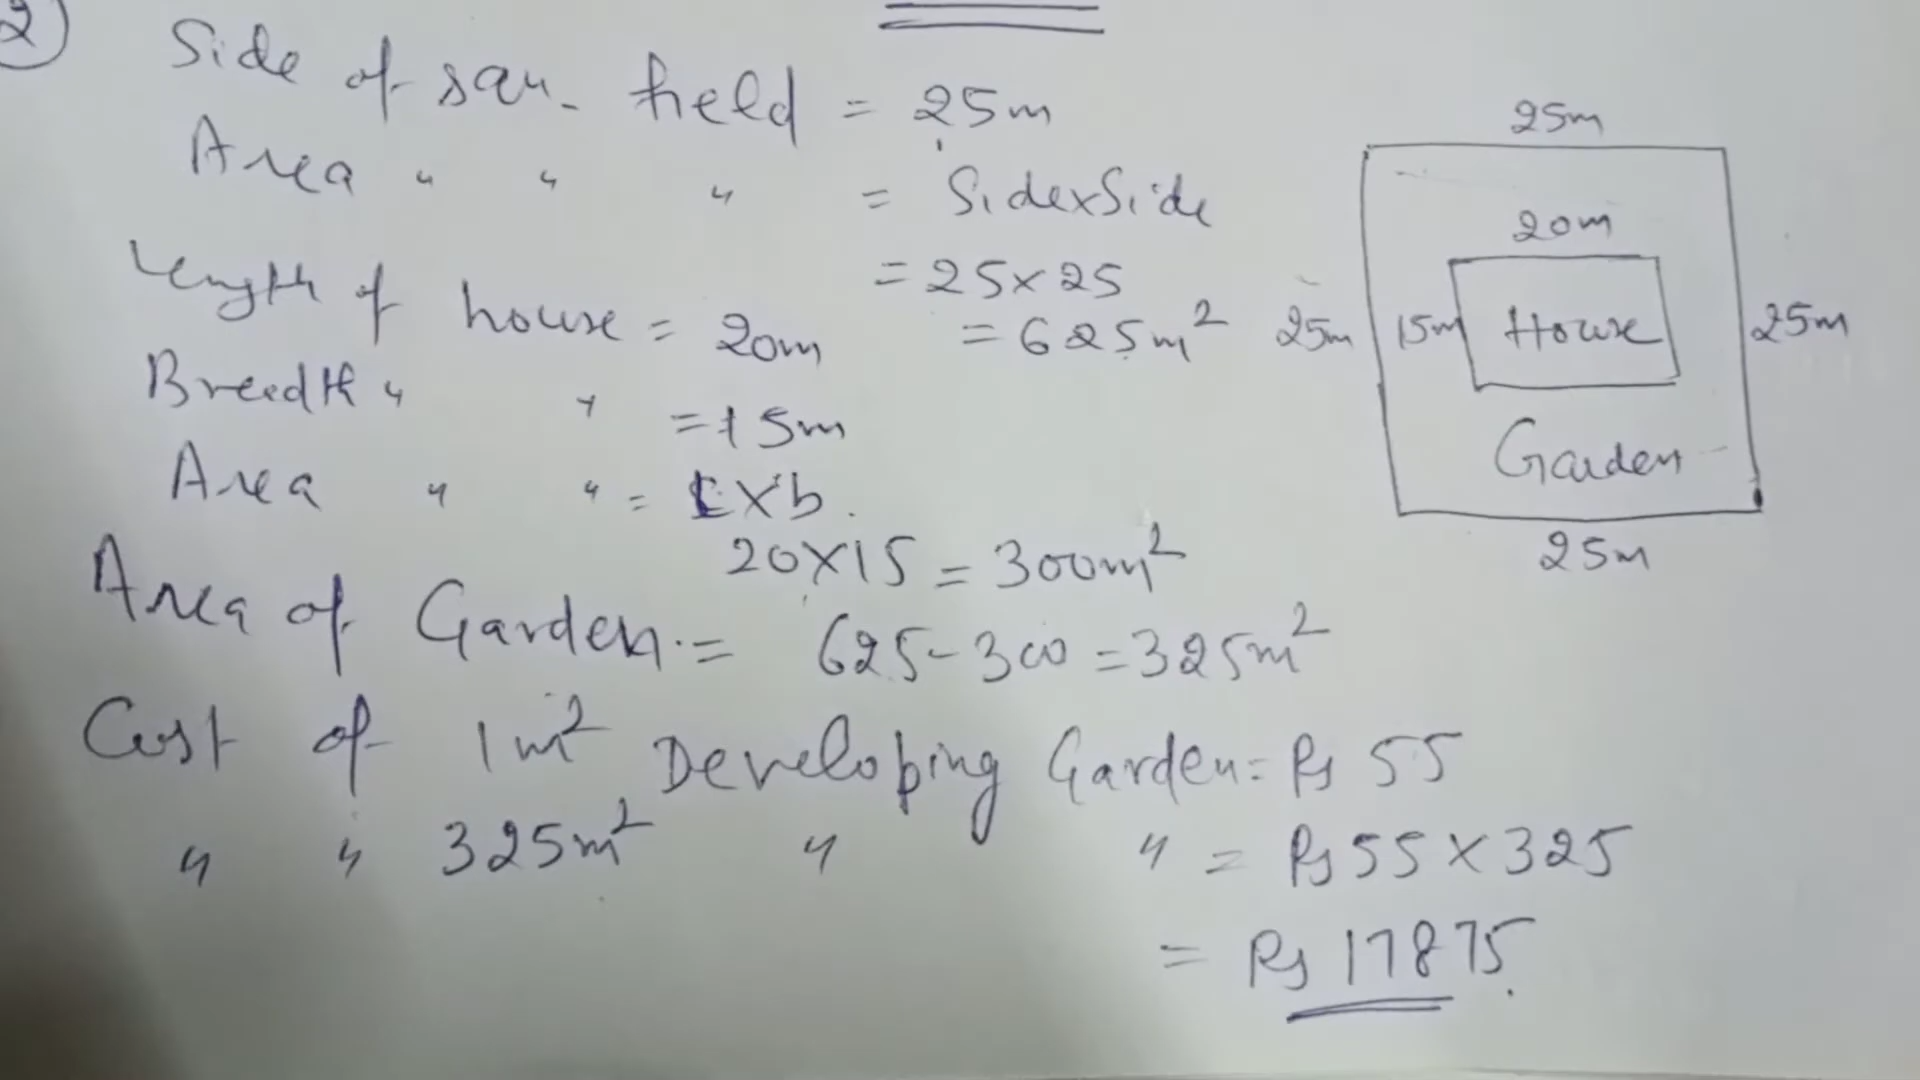 2
Side of squ. field = 25m
Area " " " = Side×Side
= 25×25
= 625m²
Length of house = 20m
Breadth " " = 15m
Area " " = L×b.
20×15 = 300m²
Area of Garden. = 625-300 = 325m²
Cost of 1m² Developing Garden = Rs 55
" " 325m² " " = Rs 55×325
= Rs 17875.
25m
20m
25m 15m House 25m
Garden
25m